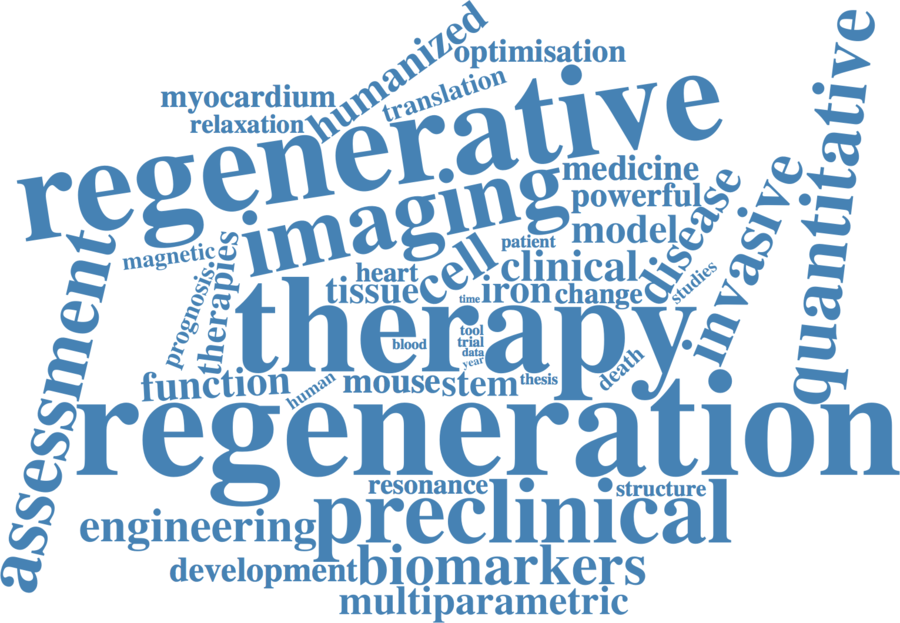 humanized
optimisation
myocardium
translation
relaxation
regenerative
quantitative
medicine
imaging
powerful
disease
invasive
model
assessment
magnetic
patient
cell
clinical
studies
prognosis
therapies
heart
tissue
time
iron
change
therapy
blood
tool
trial
data
year
death
function
human
mouse
stem
thesis
regeneration
resonance
structure
preclinical
engineering
development
biomarkers
multiparametric